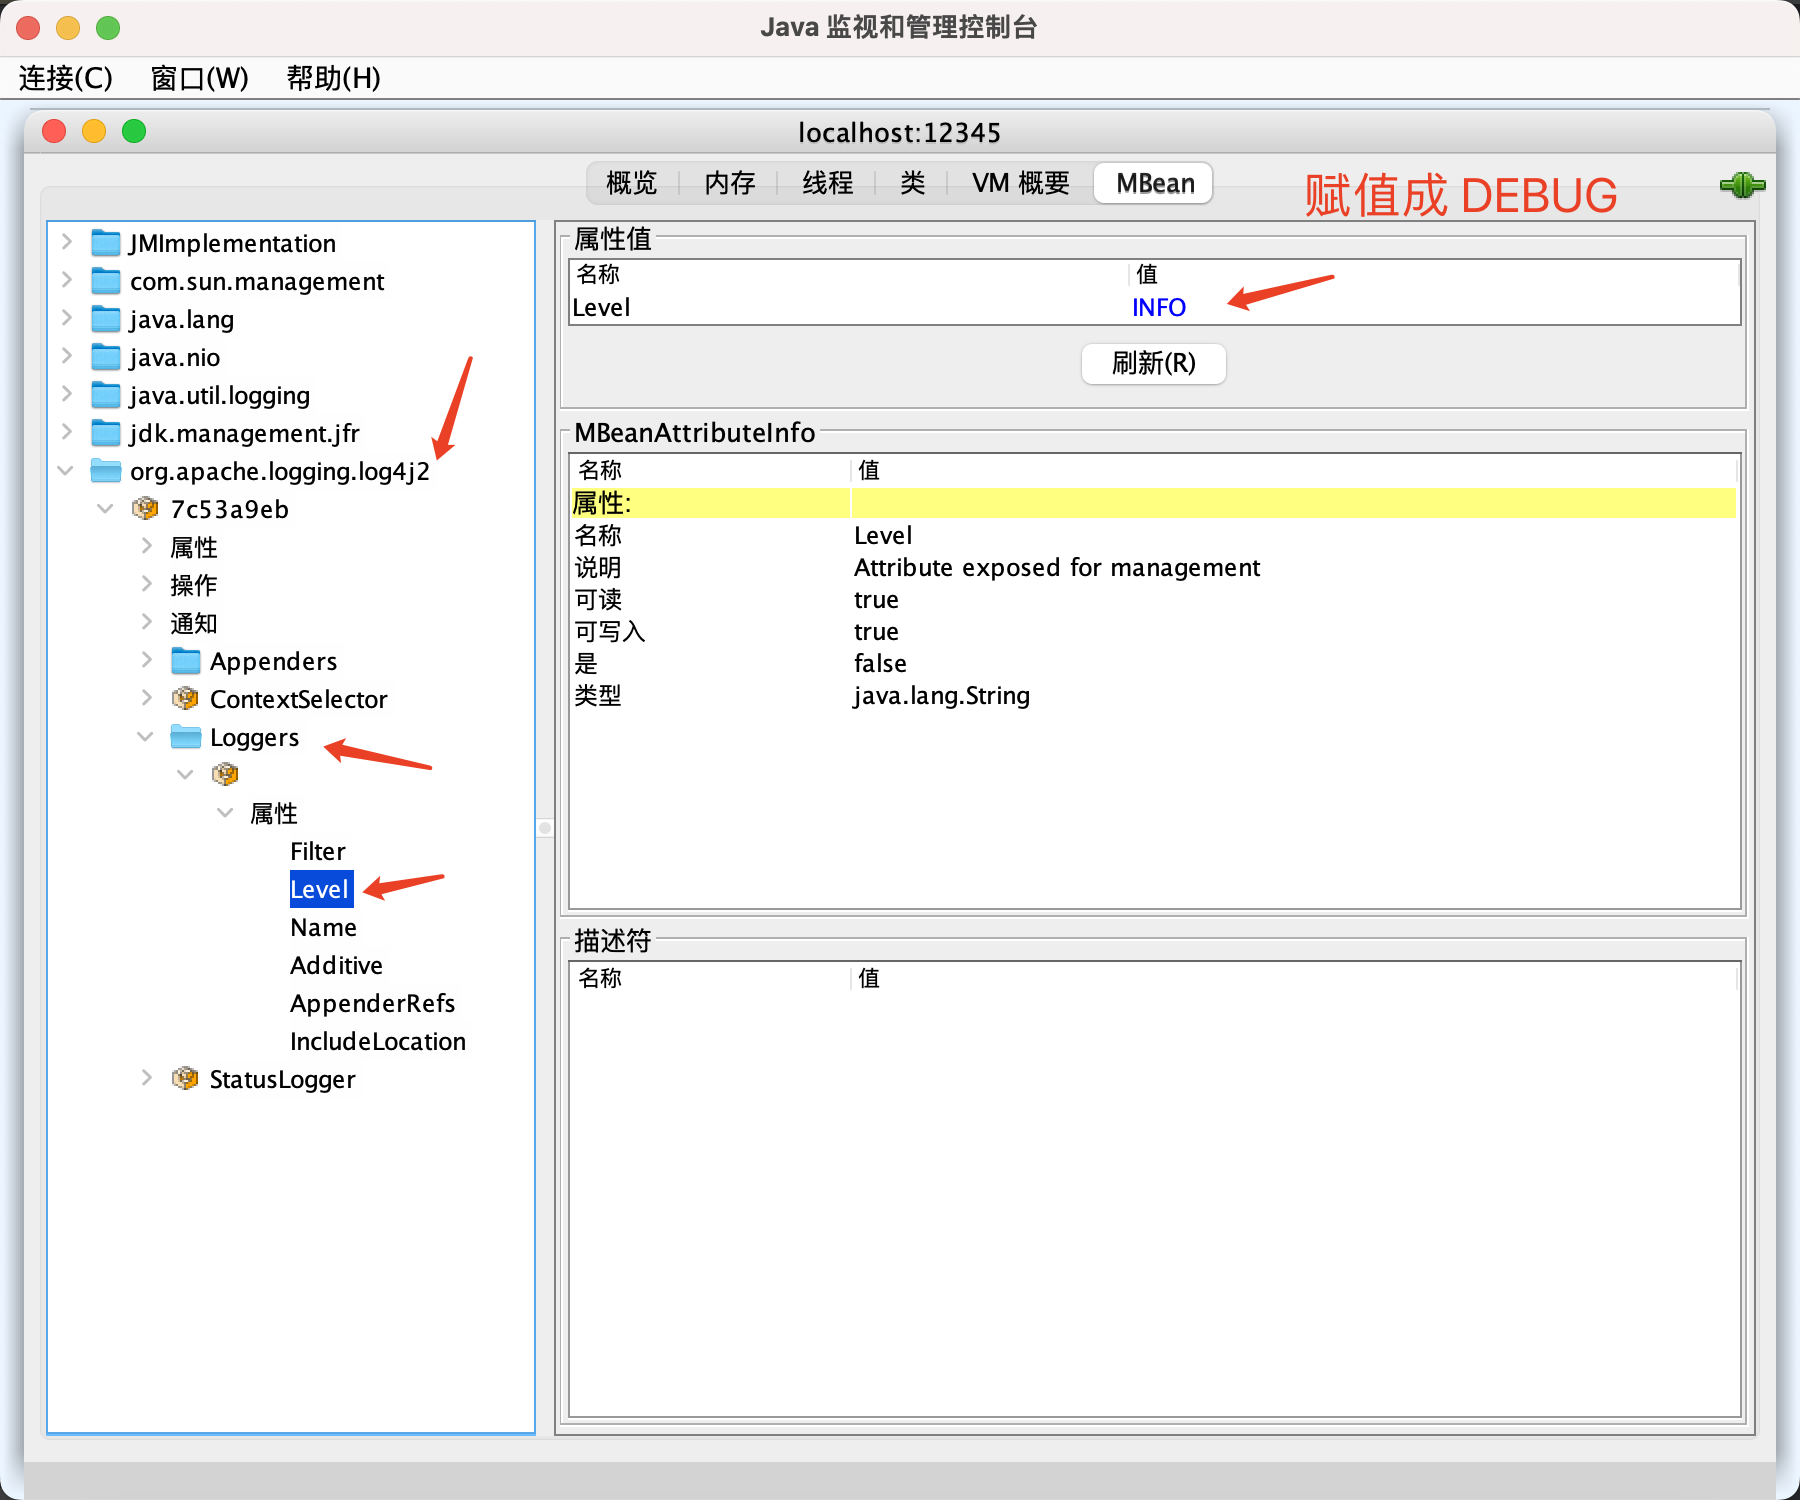 Java 监视和管理控制台
连接(C) 窗口(W) 帮助(H)
localhost:12345
概览 内存 线程 类 VM 概要 MBean
赋值成 DEBUG
JMImplementation
com.sun.management
java.lang
java.nio
java.util.logging
jdk.management.jfr
org.apache.logging.log4j2
7c53a9eb
属性
操作
通知
Appenders
ContextSelector
Loggers
属性
Filter
Level
Name
Additive
AppenderRefs
IncludeLocation
StatusLogger
属性值
名称 值
Level INFO
刷新(R)
MBeanAttributeInfo
名称 值
属性:
名称 Level
说明 Attribute exposed for management
可读 true
可写入 true
是 false
类型 java.lang.String
描述符
名称 值